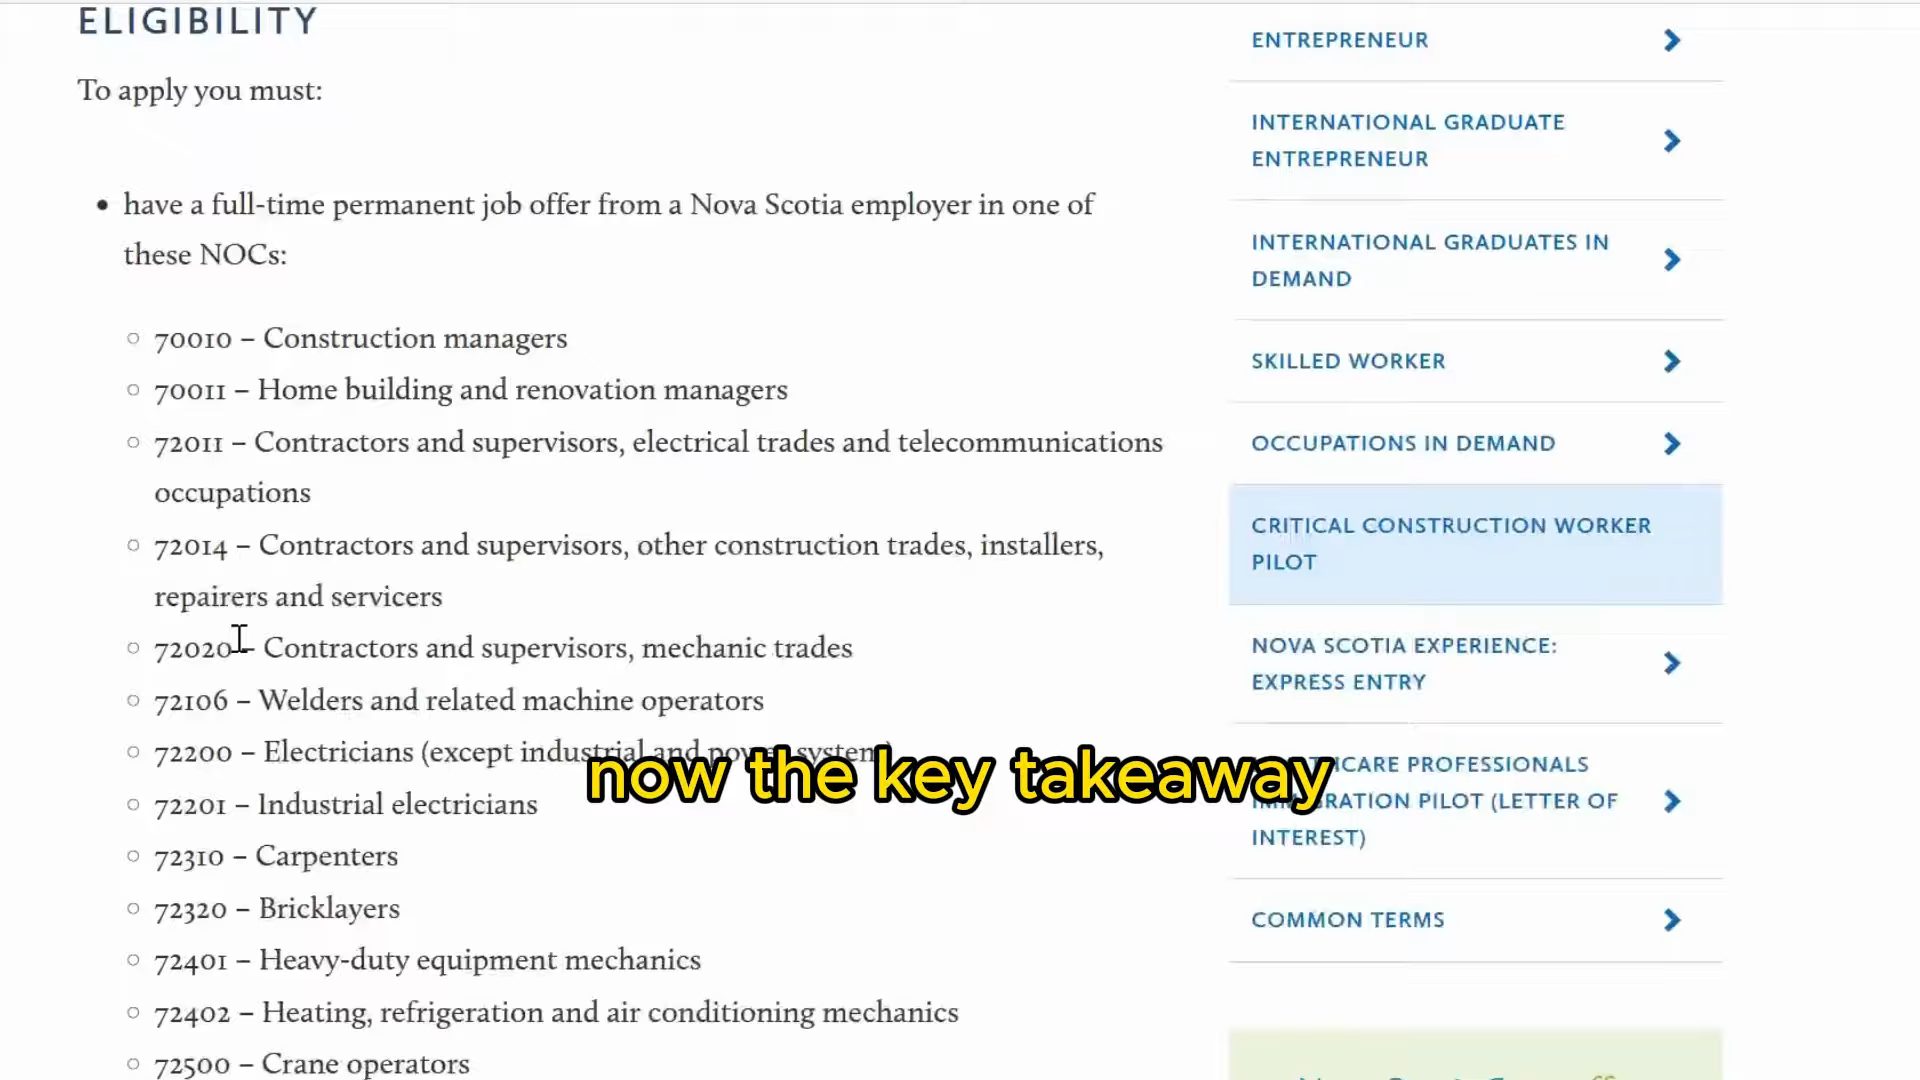 ELIGIBILITY
To apply you must:
• have a full-time permanent job offer from a Nova Scotia employer in one of
these NOCs:
70010 – Construction managers
70011 – Home building and renovation managers
72011 – Contractors and supervisors, electrical trades and telecommunications
occupations
72014 – Contractors and supervisors, other construction trades, installers,
repairers and servicers
72020 – Contractors and supervisors, mechanic trades
72106 – Welders and related machine operators
72200 – Electricians (except industrial and power system)
72201 – Industrial electricians
72310 – Carpenters
72320 – Bricklayers
72401 – Heavy-duty equipment mechanics
72402 – Heating, refrigeration and air conditioning mechanics
72500 – Crane operators
now the key takeaway
ENTREPRENEUR
INTERNATIONAL GRADUATE
ENTREPRENEUR
INTERNATIONAL GRADUATES IN
DEMAND
SKILLED WORKER
OCCUPATIONS IN DEMAND
CRITICAL CONSTRUCTION WORKER
PILOT
NOVA SCOTIA EXPERIENCE:
EXPRESS ENTRY
PROFESSIONALS
PILOT (LETTER OF
INTEREST)
COMMON TERMS